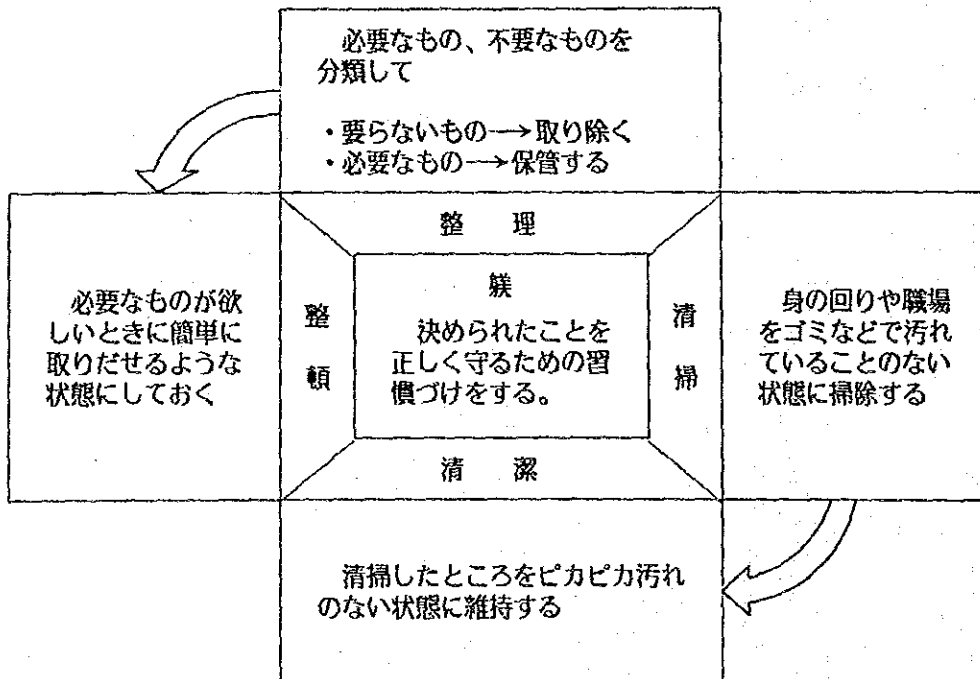 必要なもの、不要なものを
分類して
・要らないもの→取り除く
・必要なもの→保管する
整 理
必要なものが欲
しいときに簡単に
取りだせるような
状態にしておく
整
頓
躾
決められたことを
正しく守るための習
慣づけをする。
清
掃
身の回りや職場
をゴミなどで汚れ
ていることのない
状態に掃除する
清 潔
清掃したところをピカピカ汚れ
のない状態に維持する